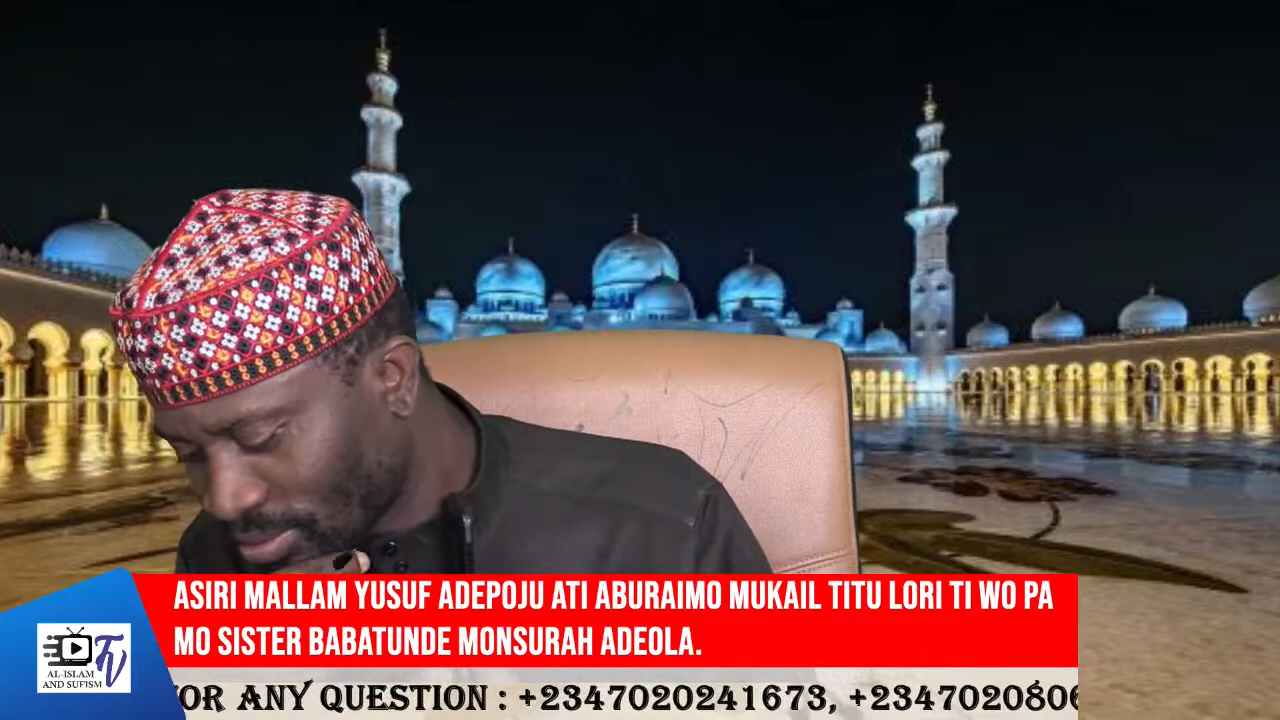 ASIRI MALLAM YUSUF ADEPOJU ATI ABURAIMO MUKAIL TITU LORI TI WO PA
MO SISTER BABATUNDE MONSURAH ADEOLA.
TV
AL-ISLAM
AND SUFISM
OR ANY QUESTION : +2347020241673, +234702080